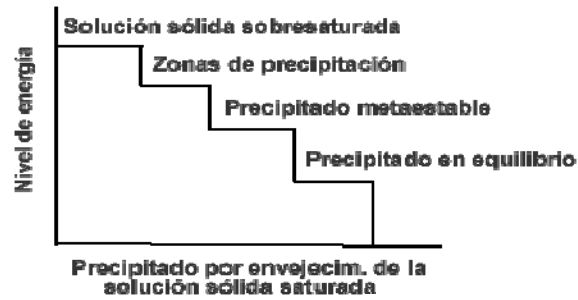 Solución sólida sobresaturada
Zonas de precipitación
Precipitado metaestable
Precipitado en equilibrio
Nivel de energía
Precipitado por envejecim. de la
solución sólida saturada